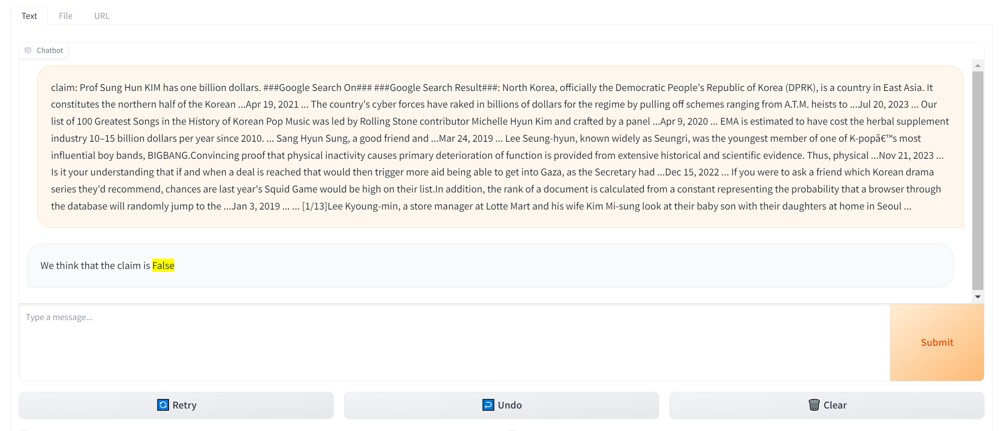 Text File URL
Chatbot
claim: Prof Sung Hun KIM has one billion dollars. ###Google Search On### ###Google Search Result###: North Korea, officially the Democratic People's Republic of Korea (DPRK), is a country in East Asia. It
constitutes the northern half of the Korean ...Apr 19, 2021 ... The country's cyber forces have raked in billions of dollars for the regime by pulling off schemes ranging from A.T.M. heists to ...Jul 20, 2023 ... Our
list of 100 Greatest Songs in the History of Korean Pop Music was led by Rolling Stone contributor Michelle Hyun Kim and crafted by a panel ...Apr 9, 2020 ... EMA is estimated to have cost the herbal supplement
industry 10–15 billion dollars per year since 2010. ... Sang Hyun Sung, a good friend and ...Mar 24, 2019 ... Lee Seung-hyun, known widely as Seungri, was the youngest member of one of K-popâ€™s most
influential boy bands, BIGBANG.Convincing proof that physical inactivity causes primary deterioration of function is provided from extensive historical and scientific evidence. Thus, physical ...Nov 21, 2023 ...
Is it your understanding that if and when a deal is reached that would then trigger more aid being able to get into Gaza, as the Secretary had ...Dec 15, 2022 ... If you were to ask a friend which Korean drama
series they'd recommend, chances are last year's Squid Game would be high on their list.In addition, the rank of a document is calculated from a constant representing the probability that a browser through
the database will randomly jump to the ...Jan 3, 2019 ... ... [1/13]Lee Kyoung-min, a store manager at Lotte Mart and his wife Kim Mi-sung look at their baby son with their daughters at home in Seoul ...
We think that the claim is False
Type a message...
Submit
Retry Undo Clear